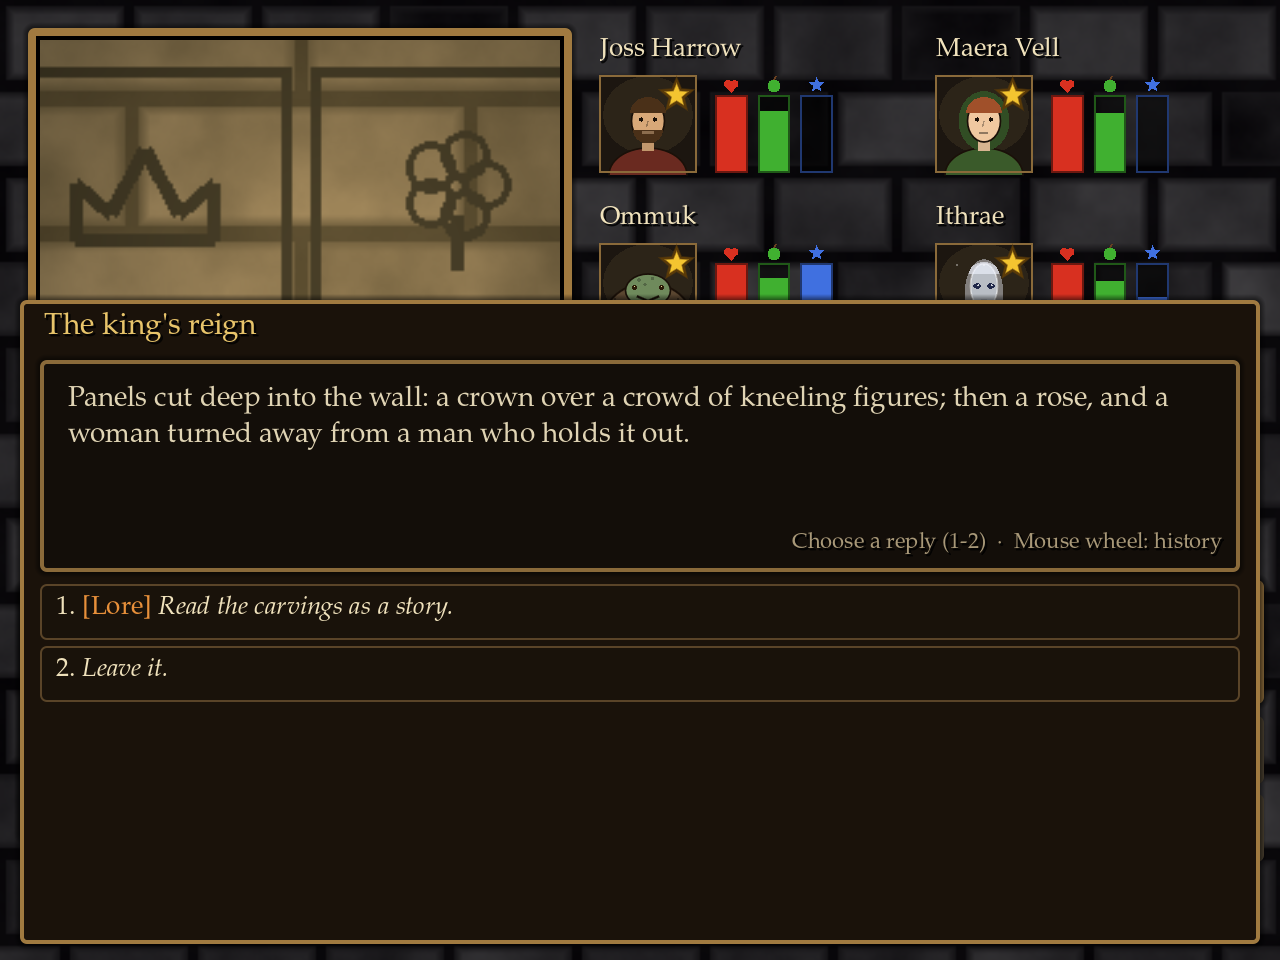 Joss Harrow
Maera Vell
Ommuk
Ithrae
The king's reign
Panels cut deep into the wall: a crown over a crowd of kneeling figures; then a rose, and a
woman turned away from a man who holds it out.
Choose a reply (1-2) · Mouse wheel: history
1. [Lore] Read the carvings as a story.
2. Leave it.